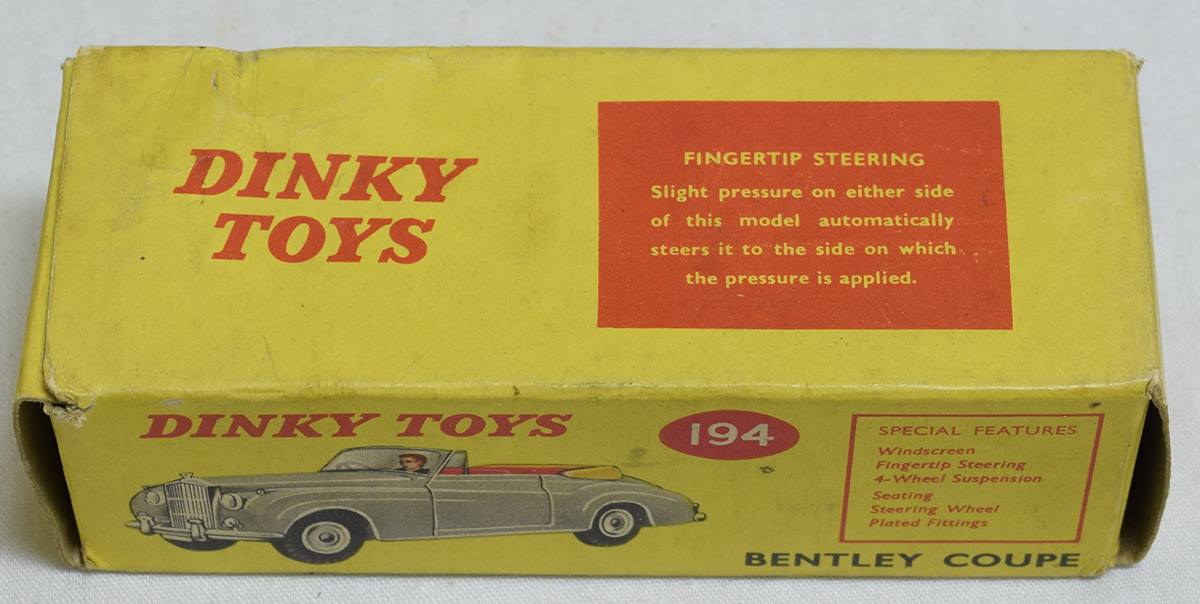 DINKY
TOYS
FINGERTIP STEERING
Slight pressure on either side
of this model automatically
steers it to the side on which
the pressure is applied.
DINKY TOYS
194
SPECIAL FEATURES
Windscreen
Fingertip Steering
4-Wheel Suspension
Seating
Steering Wheel
Plated Fittings
BENTLEY COUPE